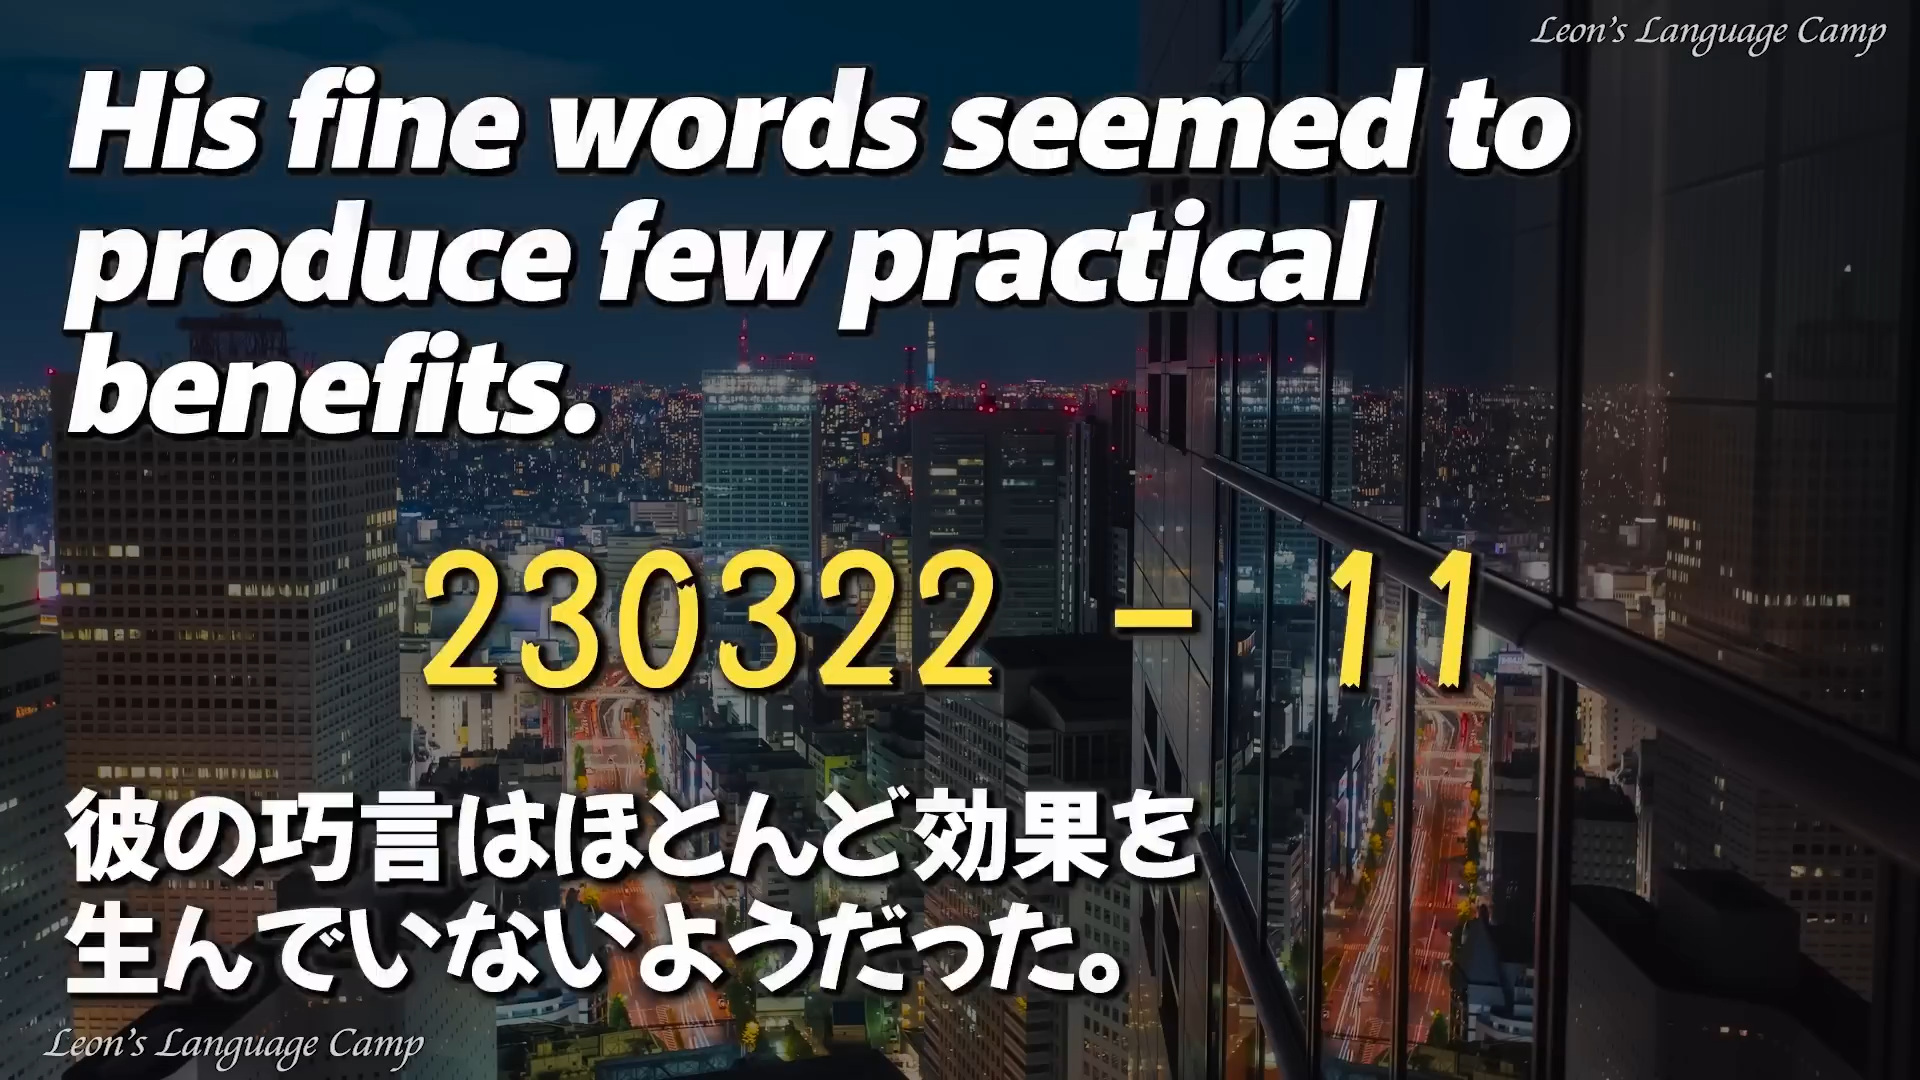 Leon's Language Camp
His fine words seemed to
produce few practical
benefits.
230322 - 11
彼の巧言はほとんど効果を
生んでいないようだった。
Leon's Language Camp